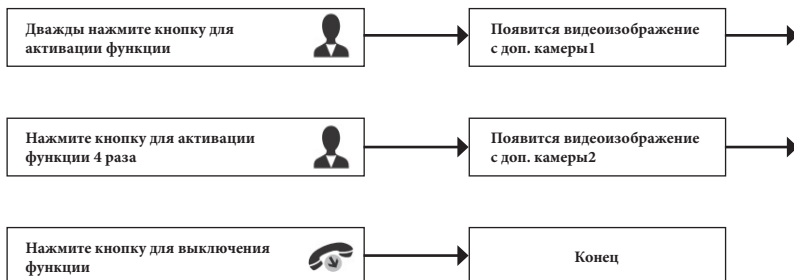 Дважды нажмите кнопку для
активации функции
Появится видеоизображение
с доп. камеры1
Нажмите кнопку для активации
функции 4 раза
Появится видеоизображение
с доп. камеры2
Нажмите кнопку для выключения
функции
Конец